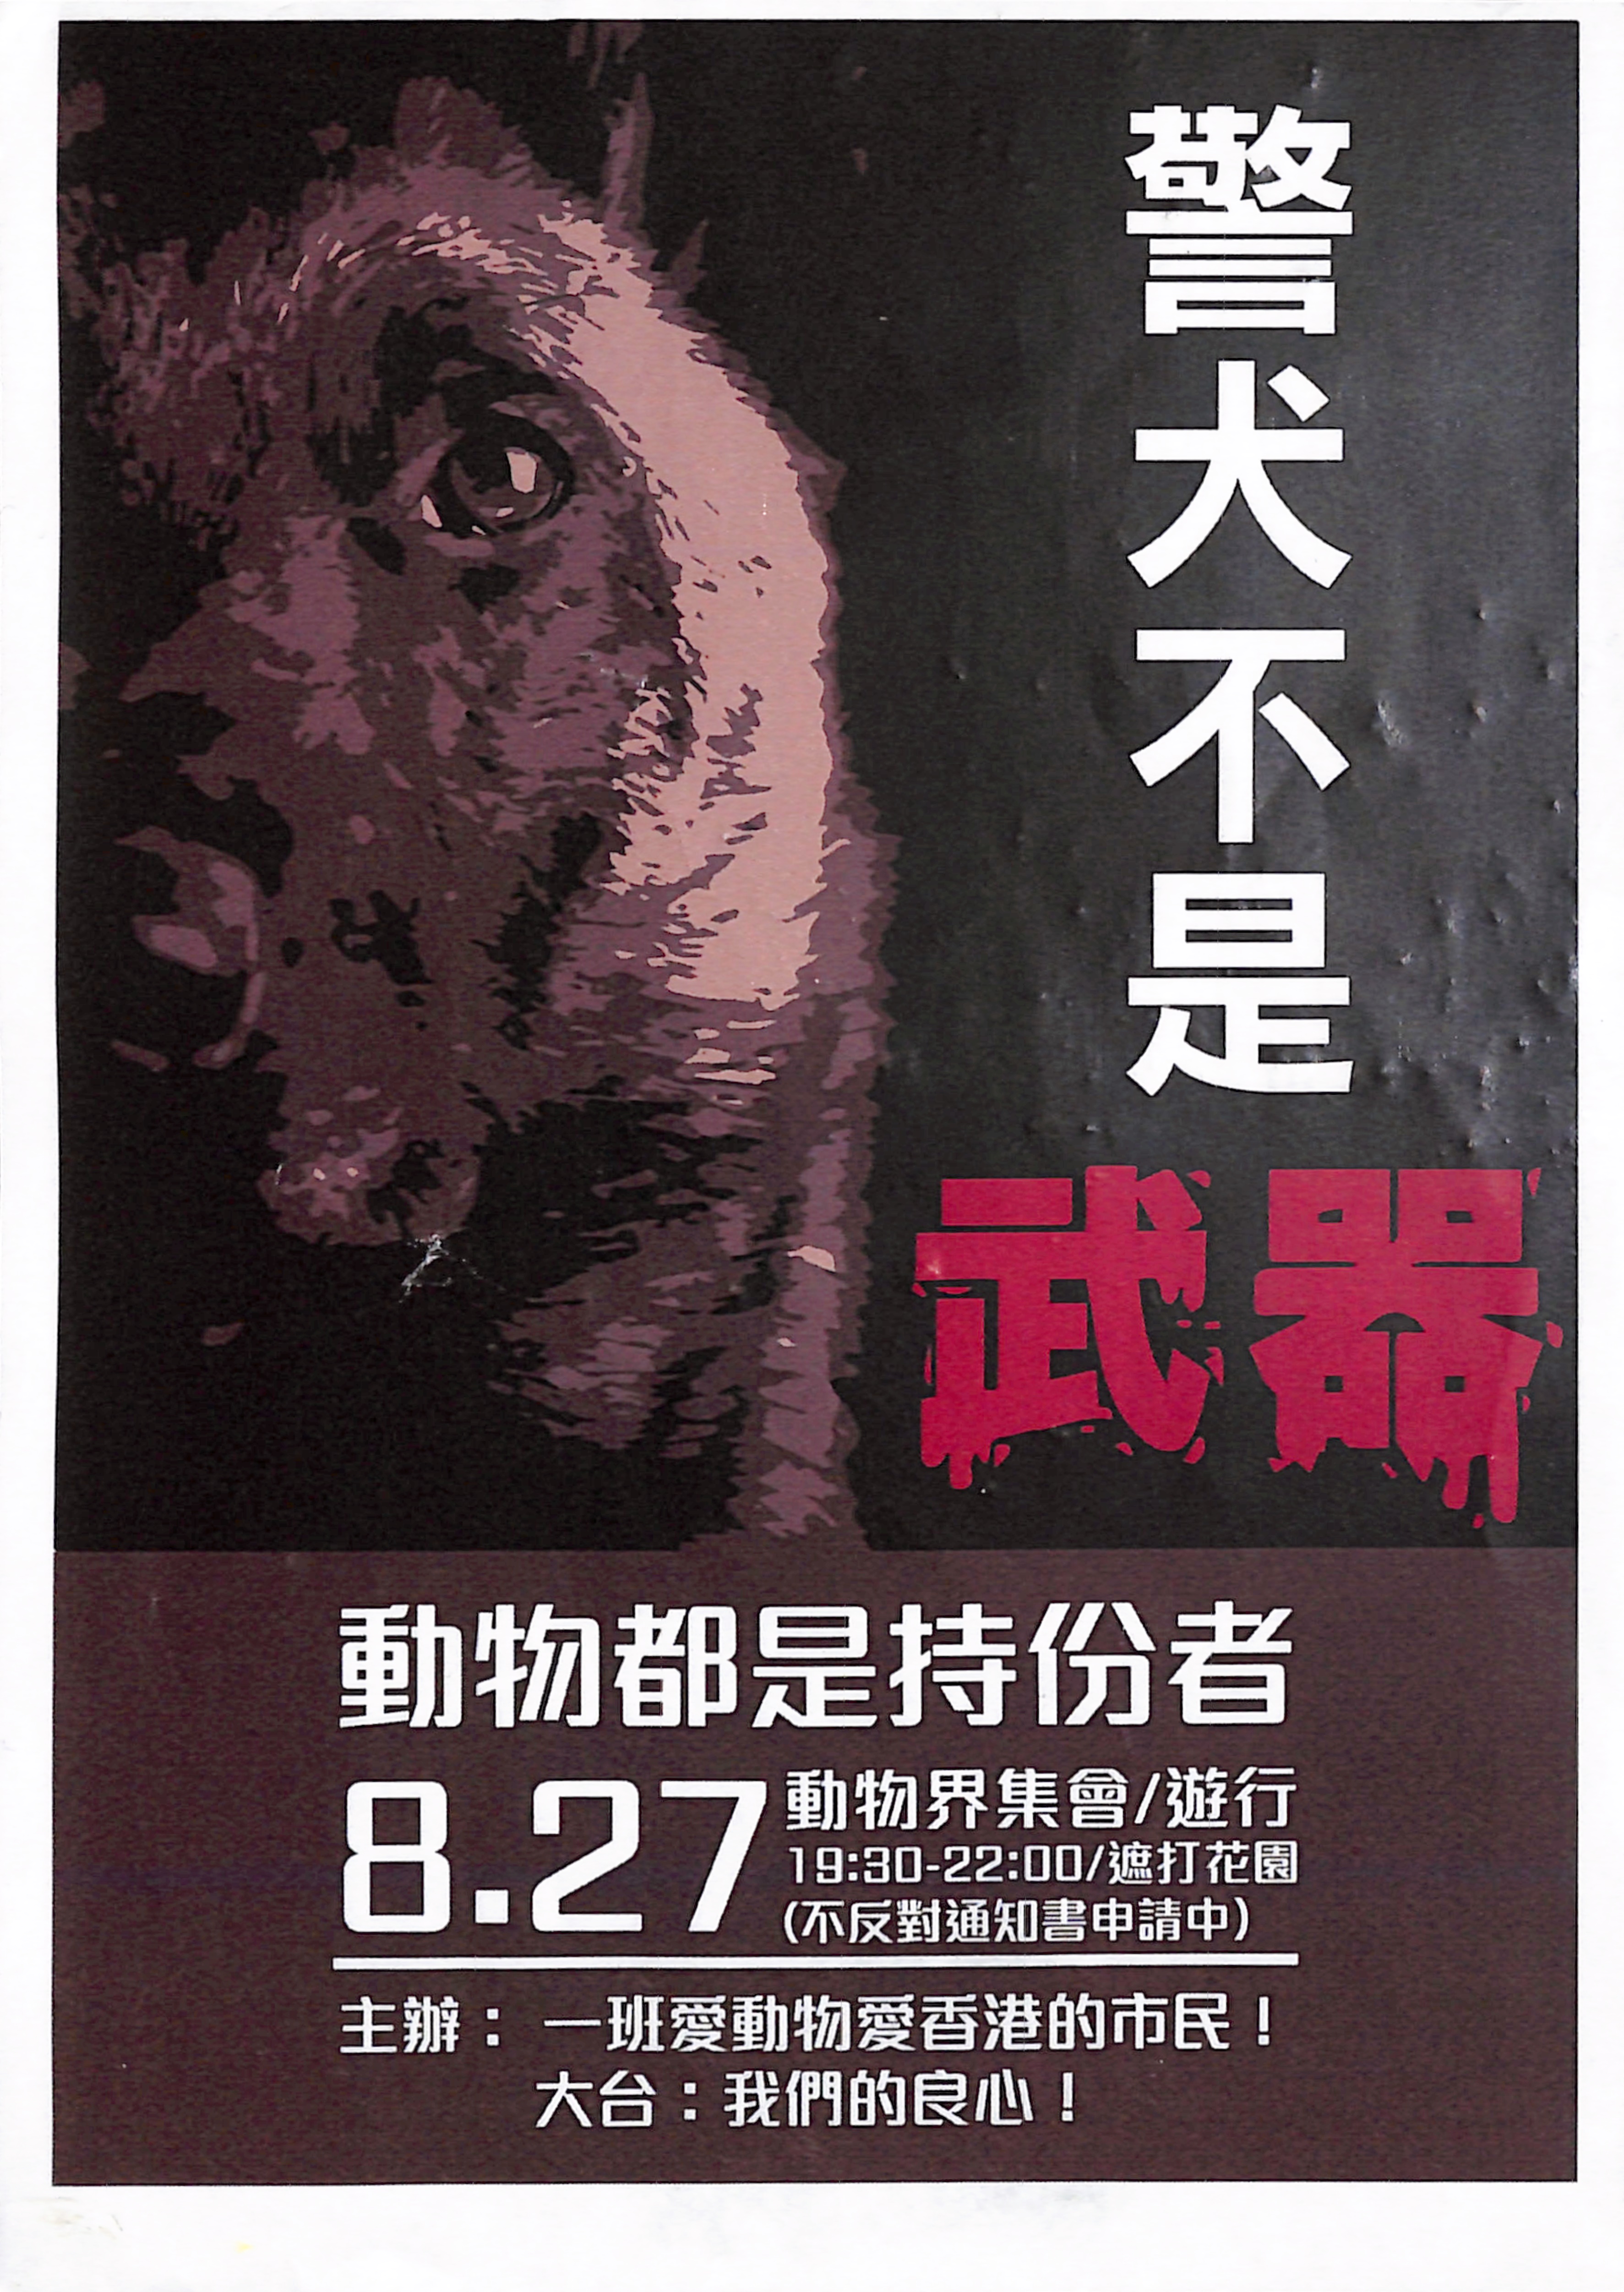 警犬不是
武器
動物都是持份者
8.27
動物界集會/遊行
19:30-22:00/遮打花園
(不反對通知書申請中)
主辦：一班愛動物愛香港的市民！
大台：我們的良心！